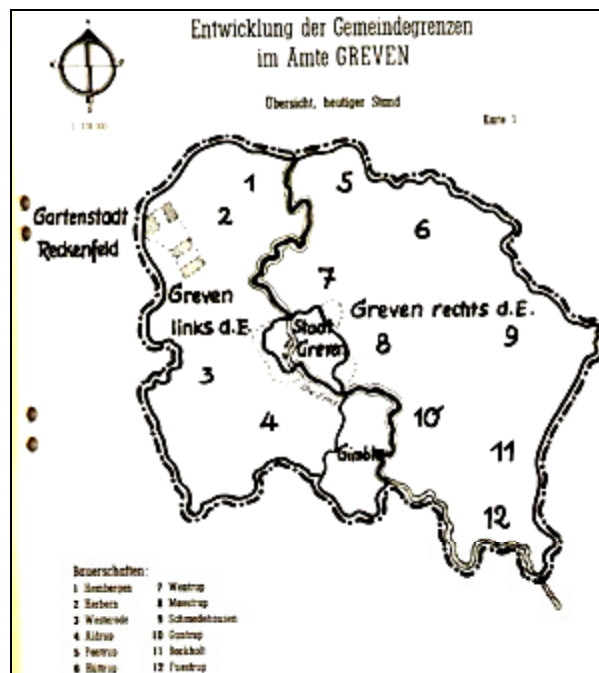 Entwicklung der Gemeindegrenzen
im Amte GREVEN
Übersicht, heutiger Stand
Karte 1
1
5
2
6
Gartenstadt
Reckenfeld
7
Greven
links d.E.
Greven rechts d.E.
Stadt
Greven
8
9
3
4
10
Gimbte
11
12
Bauerschaften:
1 Hembergen
2 Herbern
3 Westerode
4 Aldrup
5 Pentrup
6 Hüttrup
7 Wentrup
8 Maestrup
9 Schmedehausen
10 Guntrup
11 Bockholt
12 Fuestrup